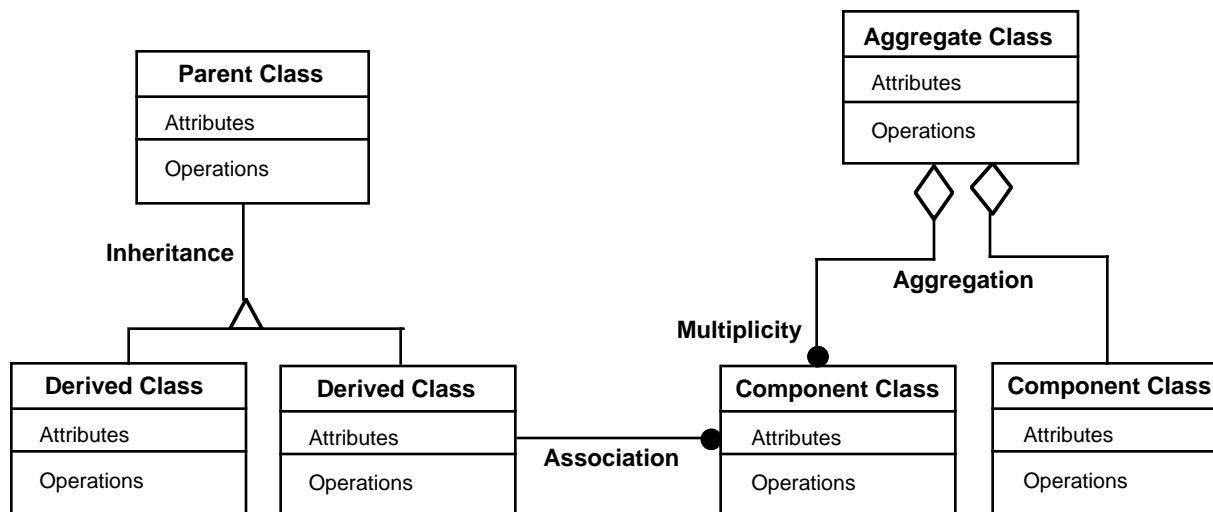 Aggregate Class
Attributes
Operations
Parent Class
Attributes
Operations
Inheritance
Aggregation
Multiplicity
Derived Class
Attributes
Operations
Derived Class
Attributes
Operations
Association
Component Class
Attributes
Operations
Component Class
Attributes
Operations